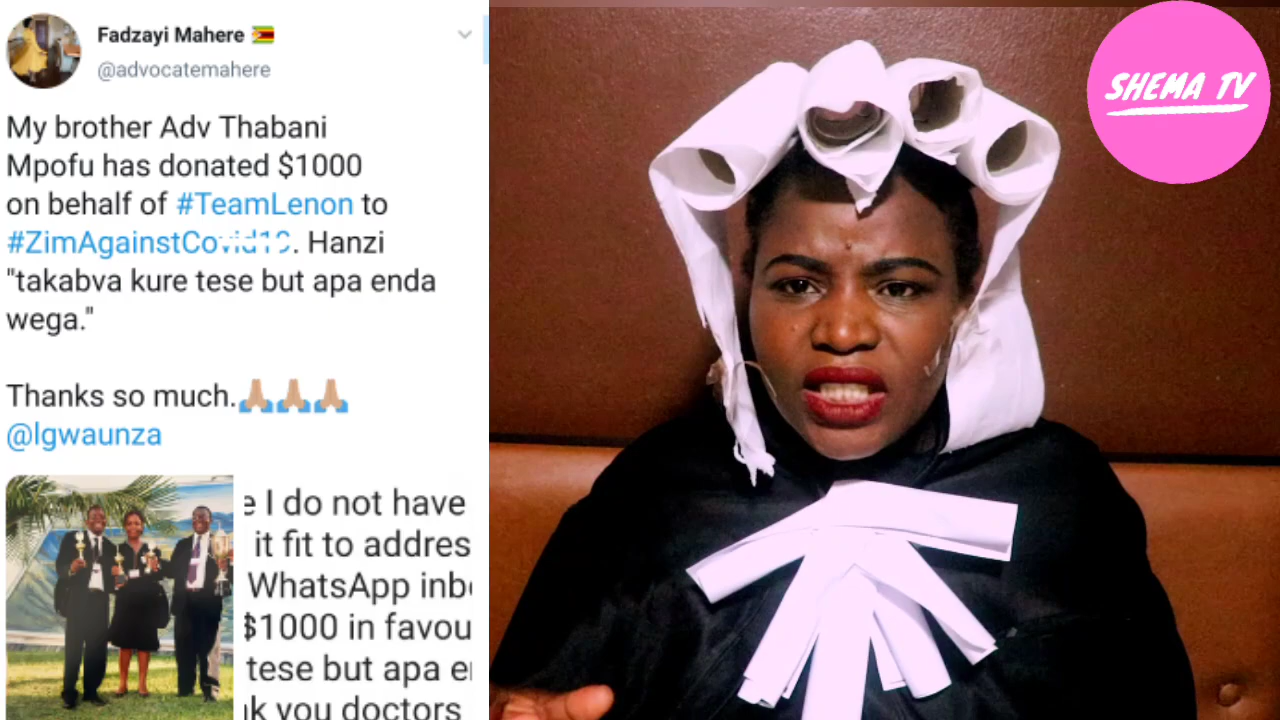 Fadzayi Mahere 🇿🇼
@advocatemahere
My brother Adv Thabani
Mpofu has donated $1000
on behalf of #TeamLenon to
#ZimAgainstCovid19. Hanzi
"takabva kure tese but apa enda
wega."
Thanks so much.🙏🏼🙏🏼🙏🏼
@lgwaunza
e I do not have
it fit to addres
WhatsApp inb
$1000 in favou
tese but apa e
k you doctors
SHEMA TV